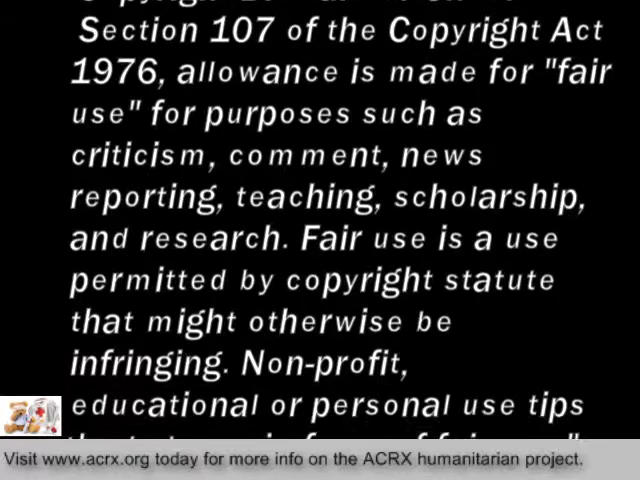 Section 107 of the Copyright Act
1976, allowance is made for "fair
use" for purposes such as
criticism, comment, news
reporting, teaching, scholarship,
and research. Fair use is a use
permitted by copyright statute
that might otherwise be
infringing. Non-profit,
educational or personal use tips
Visit www.acrx.org today for more info on the ACRX humanitarian project.